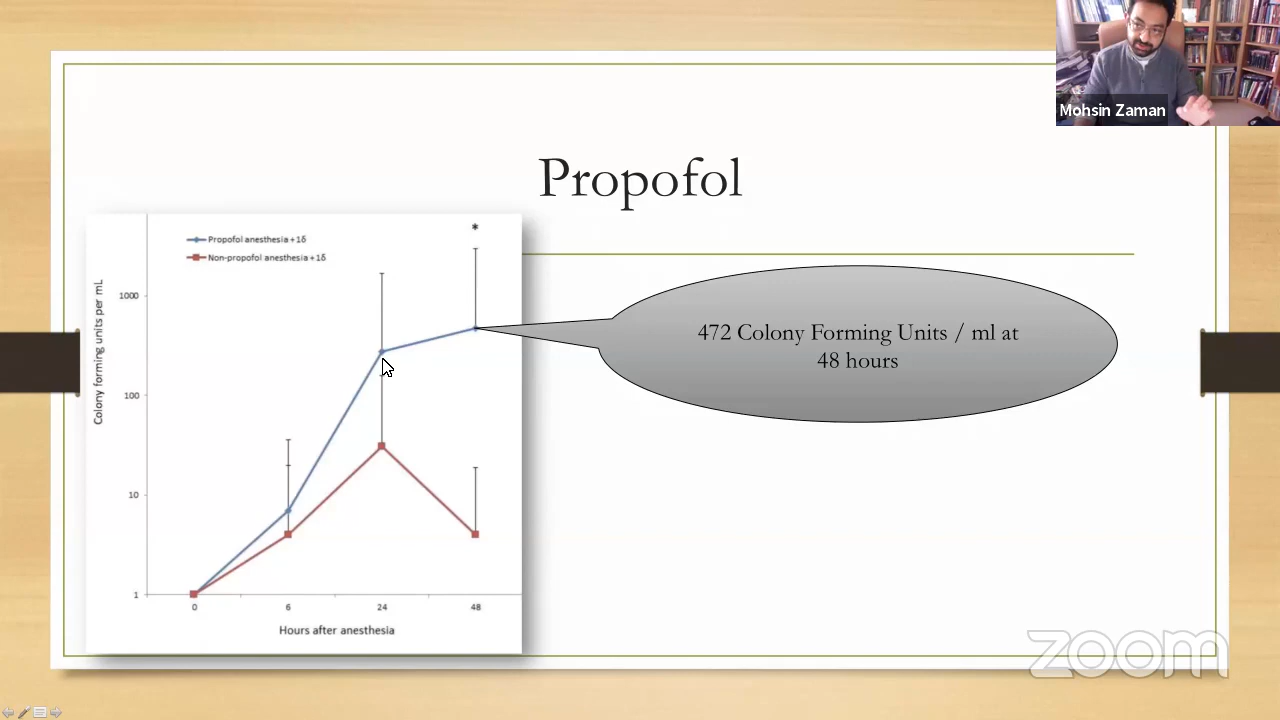 Mohsin Zaman
Propofol
*
Propofol anesthesia +1δ
Non-propofol anesthesia +1δ
Colony forming units per mL
1000
100
10
1
0
6
24
48
Hours after anesthesia
472 Colony Forming Units / ml at
48 hours
zoom